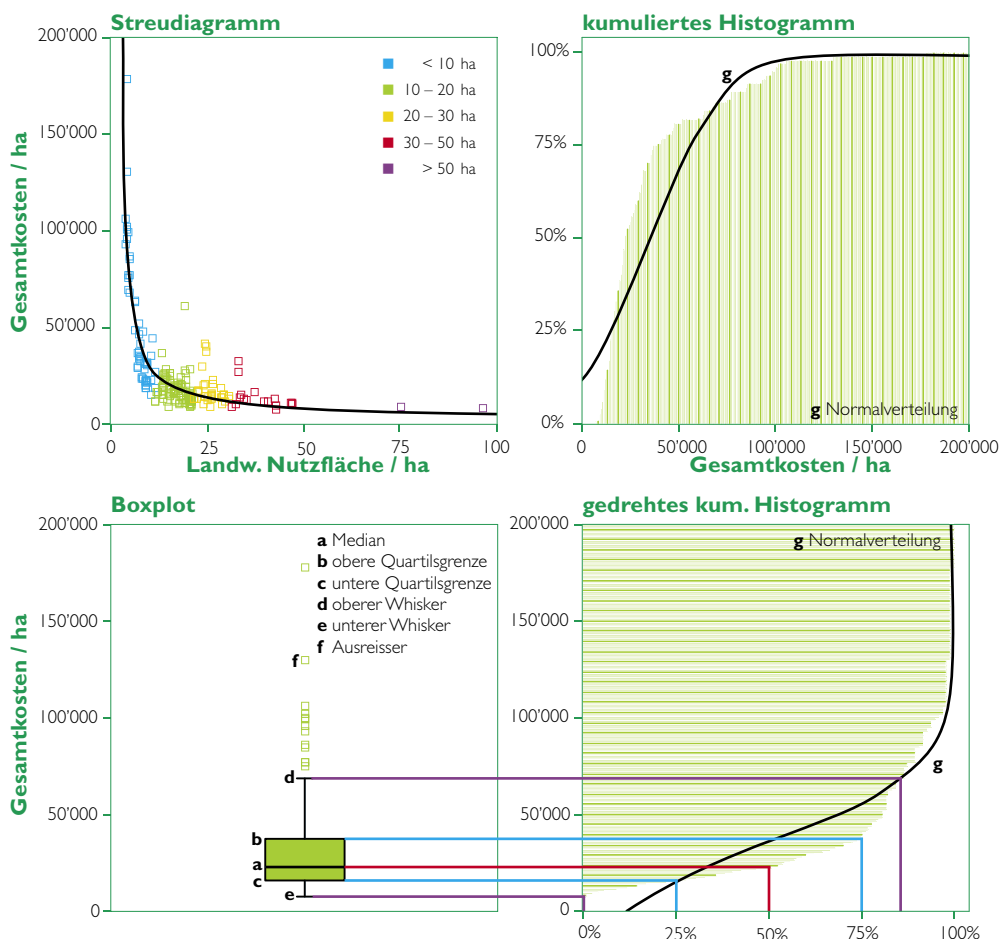 Streudiagramm
200'000
150'000
100'000
50'000
0
Gesamtkosten / ha
< 10 ha
10 – 20 ha
20 – 30 ha
30 – 50 ha
> 50 ha
0 25 50 75 100
Landw. Nutzfläche / ha
kumuliertes Histogramm
100%
75%
50%
25%
0%
g
g Normalverteilung
0 50'000 100'000 150'000 200'000
Gesamtkosten / ha
Boxplot
200'000
150'000
100'000
50'000
0
Gesamtkosten / ha
a Median
b obere Quartilsgrenze
c untere Quartilsgrenze
d oberer Whisker
e unterer Whisker
f Ausreisser
f
d
b
a
c
e
gedrehtes kum. Histogramm
200'000
150'000
100'000
50'000
0
g Normalverteilung
g
0% 25% 50% 75% 100%